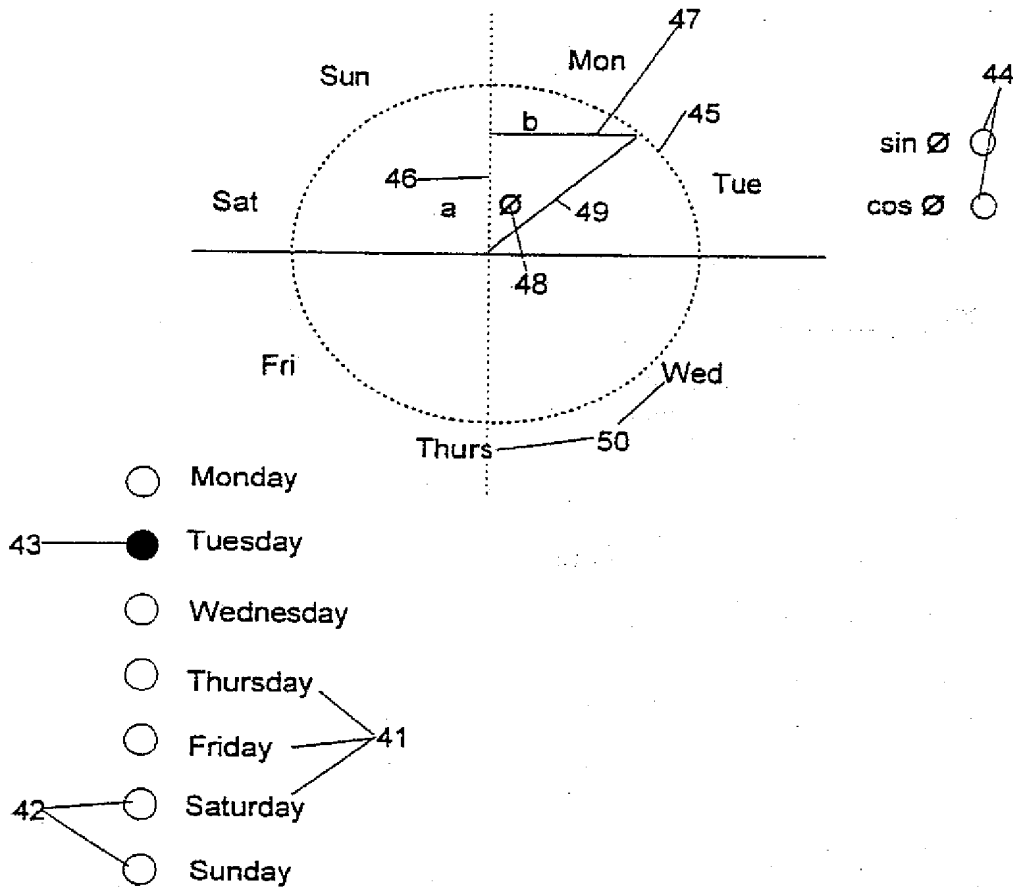 47
Sun
Mon
44
b
45
sin Ø
46
Sat
a
Ø
49
Tue
cos Ø
48
Fri
Wed
Thurs
50
Monday
43
Tuesday
Wednesday
Thursday
41
Friday
42
Saturday
Sunday